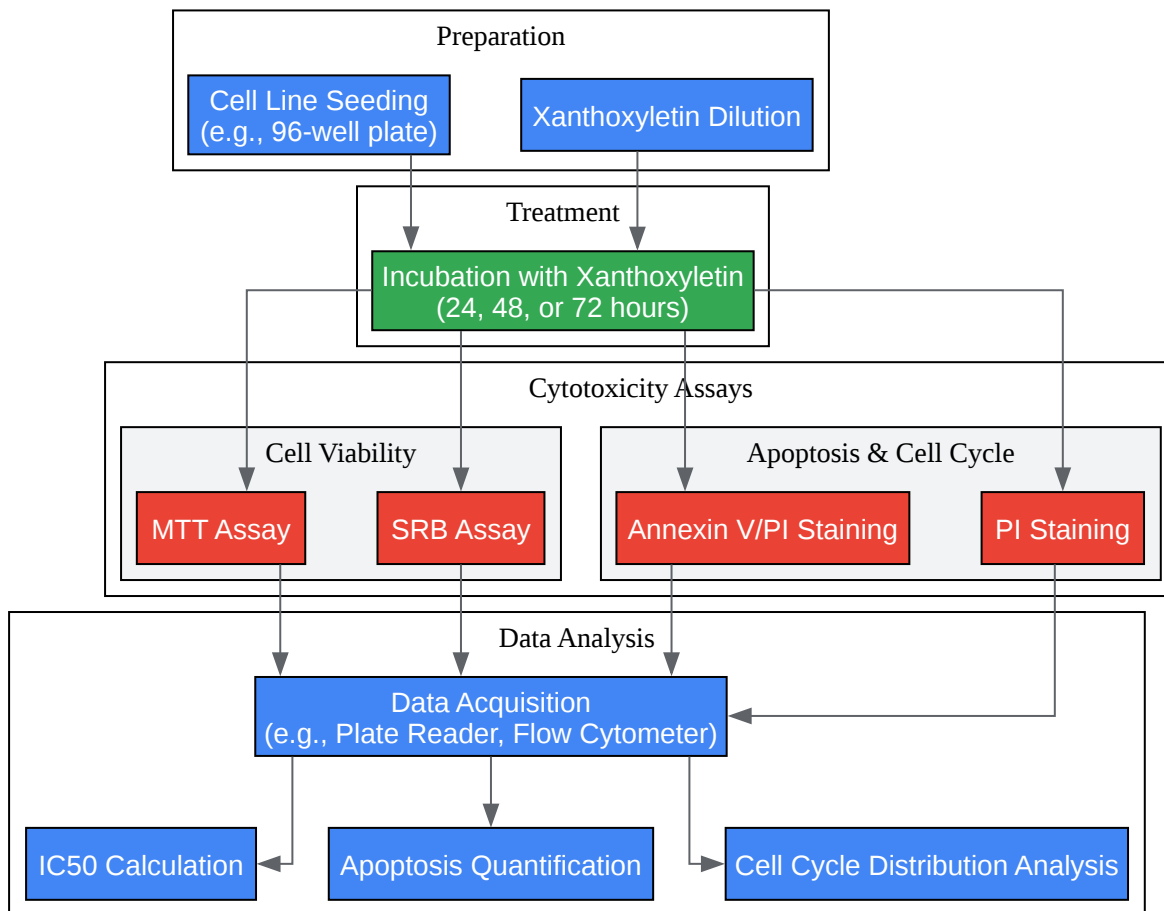 Preparation
Cell Line Seeding
(e.g., 96-well plate)
Xanthoxyletin Dilution
Treatment
Incubation with Xanthoxyletin
(24, 48, or 72 hours)
Cytotoxicity Assays
Cell Viability
Apoptosis & Cell Cycle
MTT Assay
SRB Assay
Annexin V/PI Staining
PI Staining
Data Analysis
Data Acquisition
(e.g., Plate Reader, Flow Cytometer)
IC50 Calculation
Apoptosis Quantification
Cell Cycle Distribution Analysis